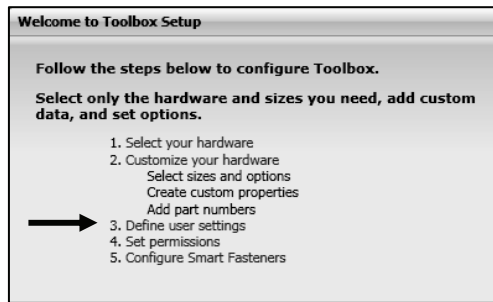 Welcome to Toolbox Setup
Follow the steps below to configure Toolbox.
Select only the hardware and sizes you need, add custom
data, and set options.
1. Select your hardware
2. Customize your hardware
Select sizes and options
Create custom properties
Add part numbers
3. Define user settings
4. Set permissions
5. Configure Smart Fasteners